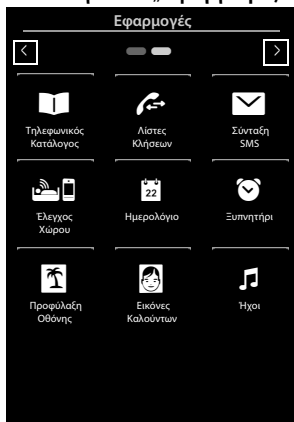 Εφαρμογές
Τηλεφωνικός
Κατάλογος
Λίστες
Κλήσεων
Σύνταξη
SMS
Έλεγχος
Χώρου
22
Ημερολόγιο
Ξυπνητήρι
Προφύλαξη
Οθόνης
Εικόνες
Καλούντων
Ήχοι